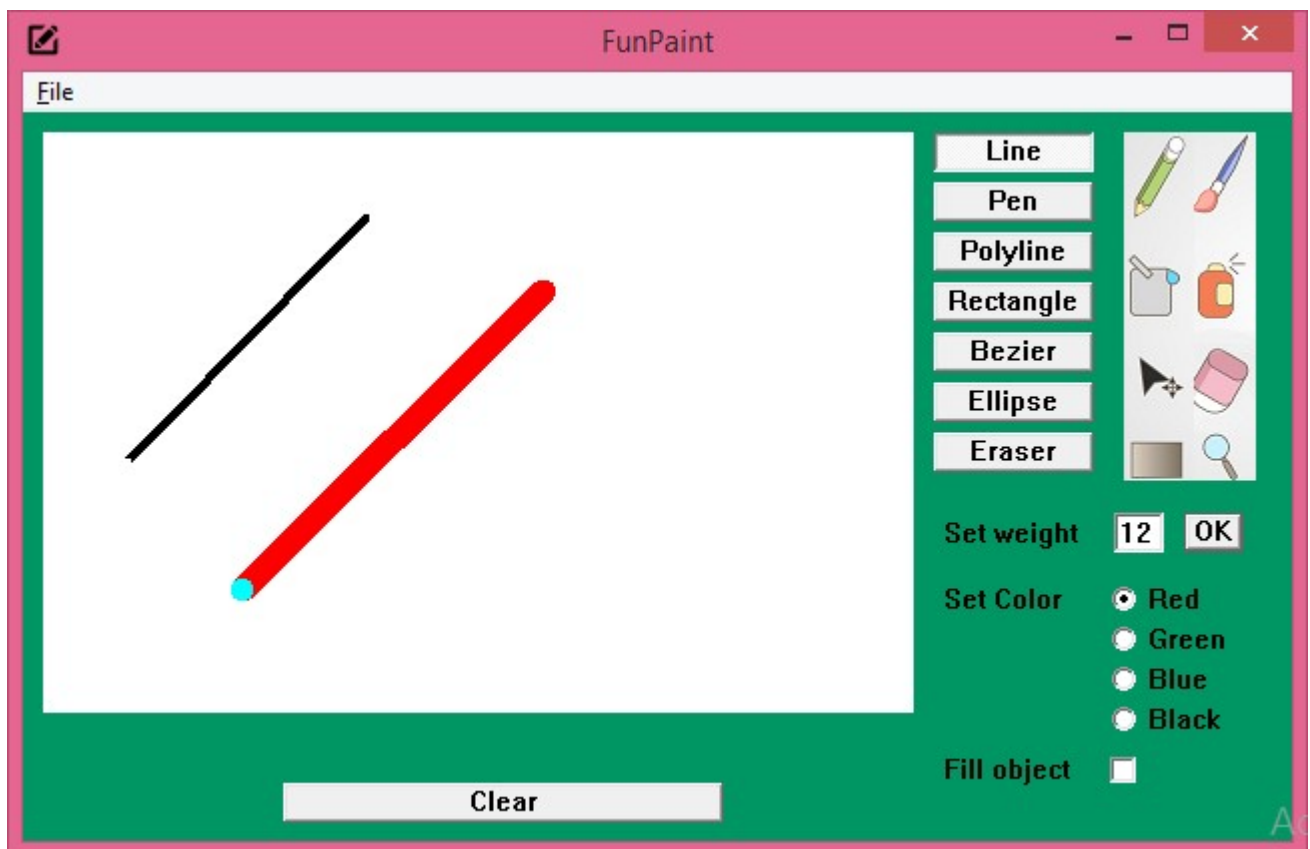 FunPaint
File
Line
Pen
Polyline
Rectangle
Bezier
Ellipse
Eraser
Set weight 12 OK
Set Color Red
Green
Blue
Black
Fill object
Clear